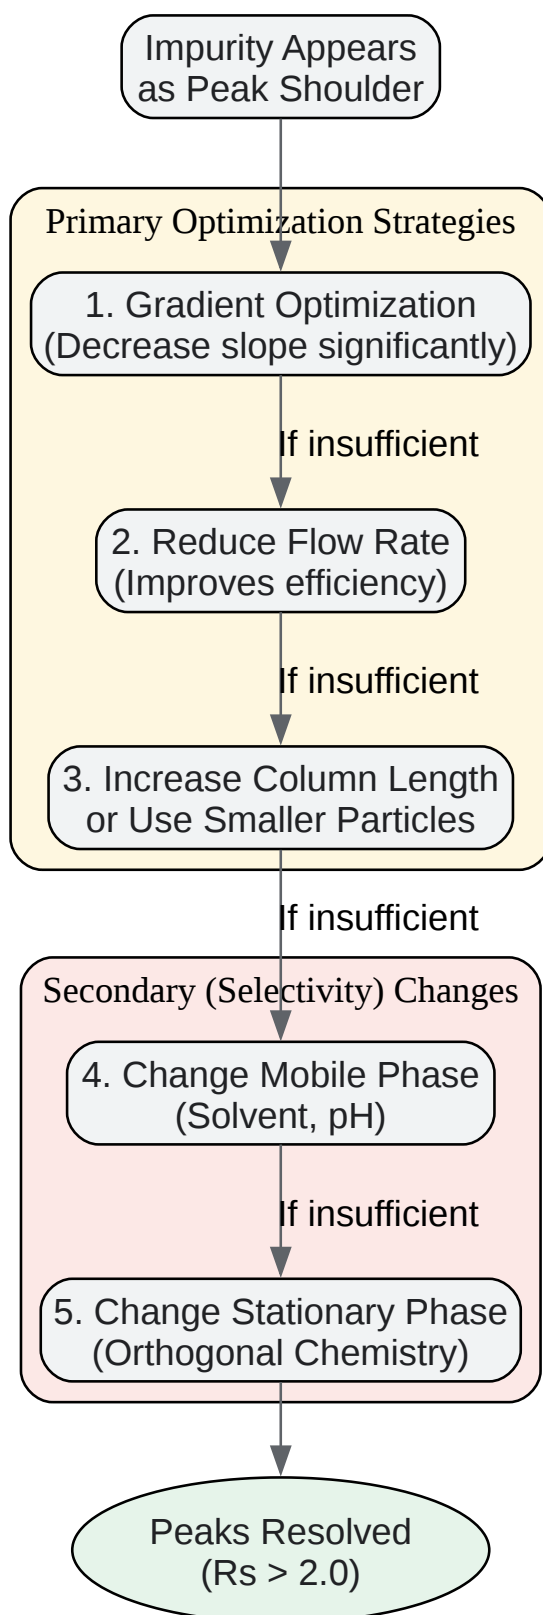 Impurity Appears
as Peak Shoulder
Primary Optimization Strategies
1. Gradient Optimization
(Decrease slope significantly)
If insufficient
2. Reduce Flow Rate
(Improves efficiency)
If insufficient
3. Increase Column Length
or Use Smaller Particles
If insufficient
Secondary (Selectivity) Changes
4. Change Mobile Phase
(Solvent, pH)
If insufficient
5. Change Stationary Phase
(Orthogonal Chemistry)
Peaks Resolved
(Rs > 2.0)